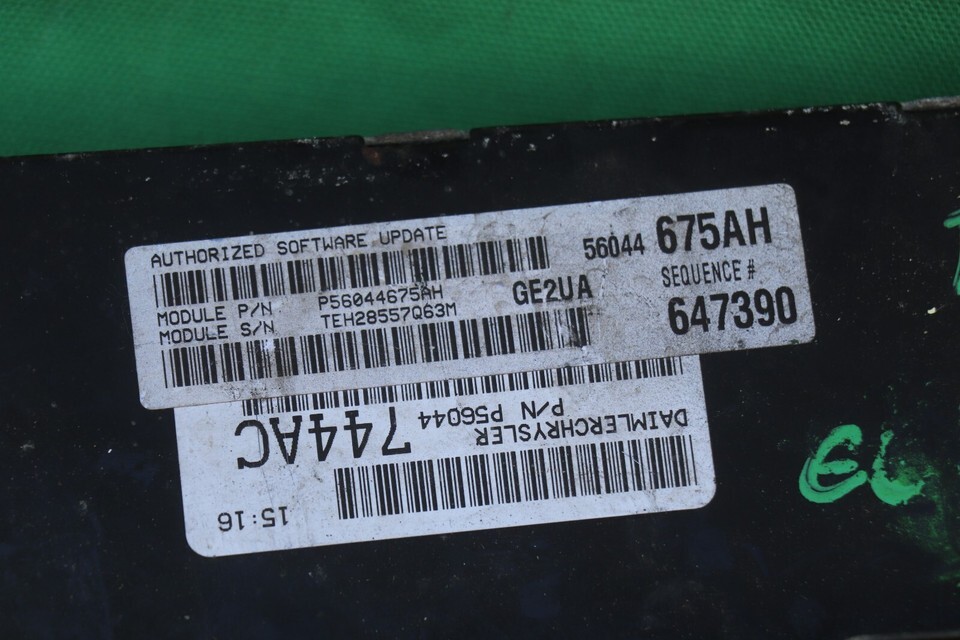 AUTHORIZED SOFTWARE UPDATE
MODULE P/N P56044675AH
MODULE S/N TEH28557Q63M
GE2UA
56044 675AH
SEQUENCE #
647390
DAIMLERCHRYSLER
P/N P56044 744AC
15:16